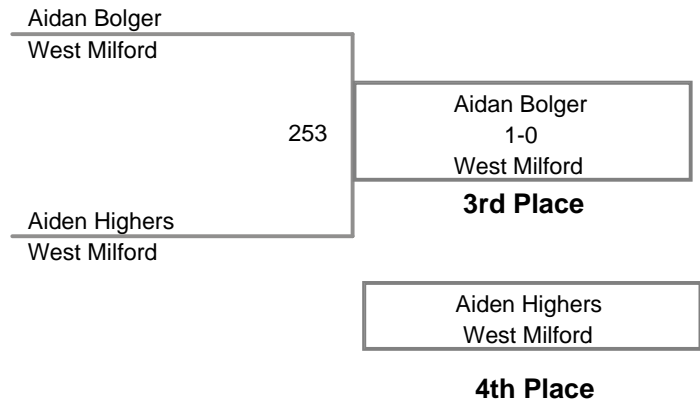 Aidan Bolger
West Milford
253
Aidan Bolger
1-0
West Milford
3rd Place
Aiden Highers
West Milford
Aiden Highers
West Milford
4th Place